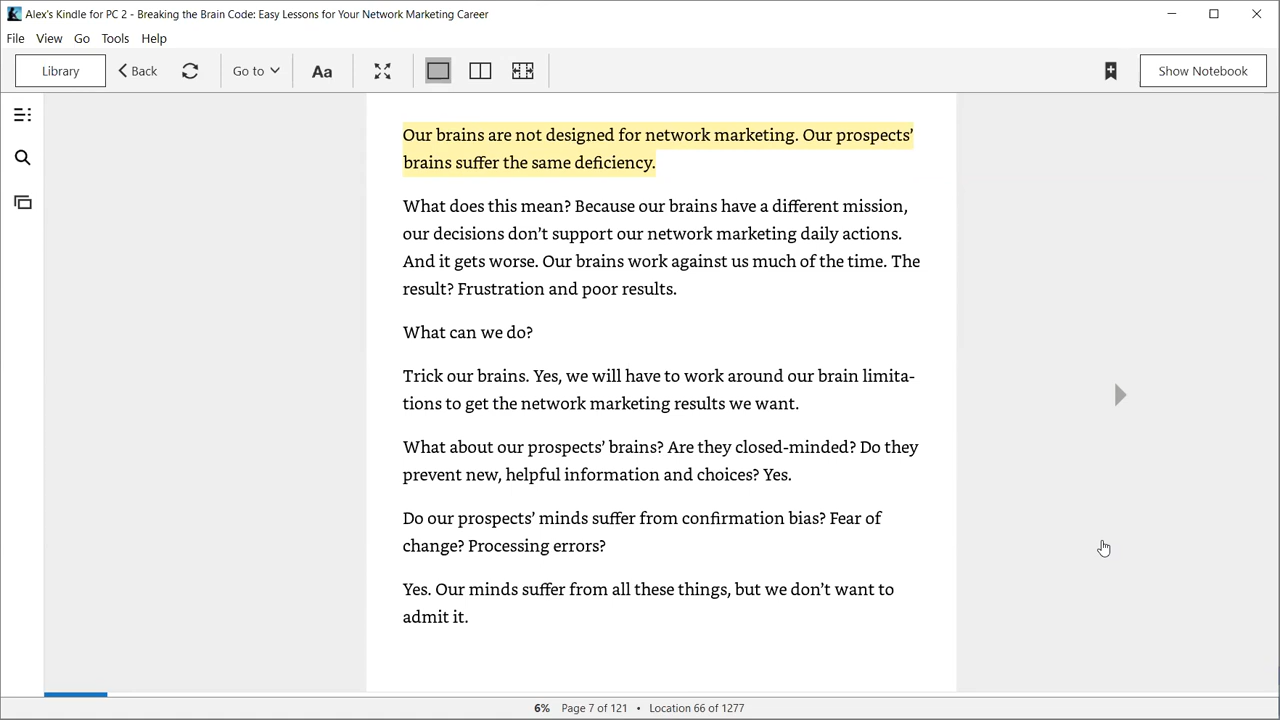 Alex's Kindle for PC 2 - Breaking the Brain Code: Easy Lessons for Your Network Marketing Career
File View Go Tools Help
Library Back Go to Aa Show Notebook
Our brains are not designed for network marketing. Our prospects’
brains suffer the same deficiency.
What does this mean? Because our brains have a different mission,
our decisions don’t support our network marketing daily actions.
And it gets worse. Our brains work against us much of the time. The
result? Frustration and poor results.
What can we do?
Trick our brains. Yes, we will have to work around our brain limita-
tions to get the network marketing results we want.
What about our prospects’ brains? Are they closed-minded? Do they
prevent new, helpful information and choices? Yes.
Do our prospects’ minds suffer from confirmation bias? Fear of
change? Processing errors?
Yes. Our minds suffer from all these things, but we don’t want to
admit it.
6% Page 7 of 121 • Location 66 of 1277